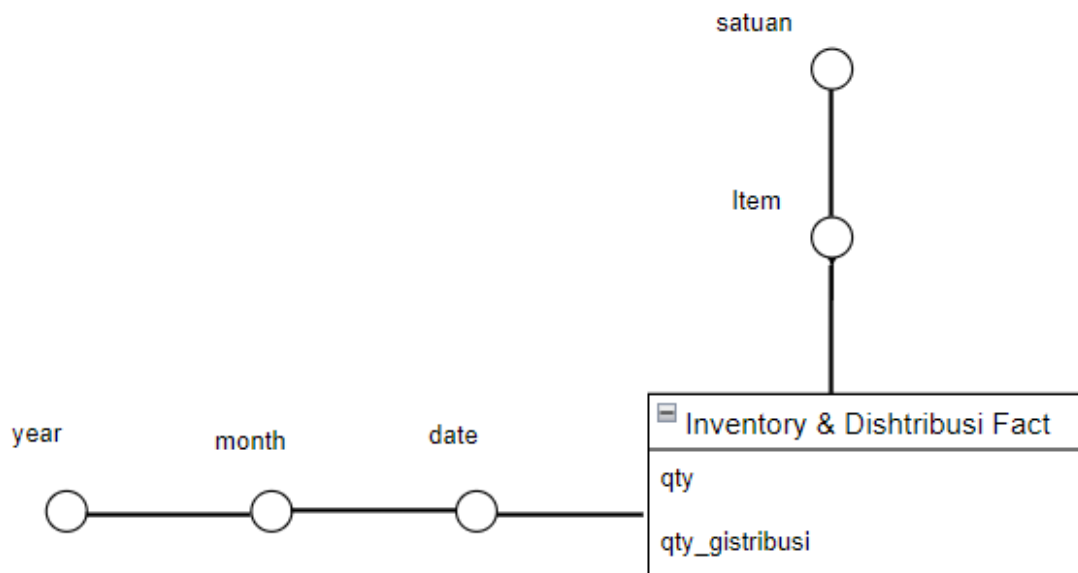 satuan
Item
year
month
date
Inventory & Dishtribusi Fact
qty
qty_gistribusi